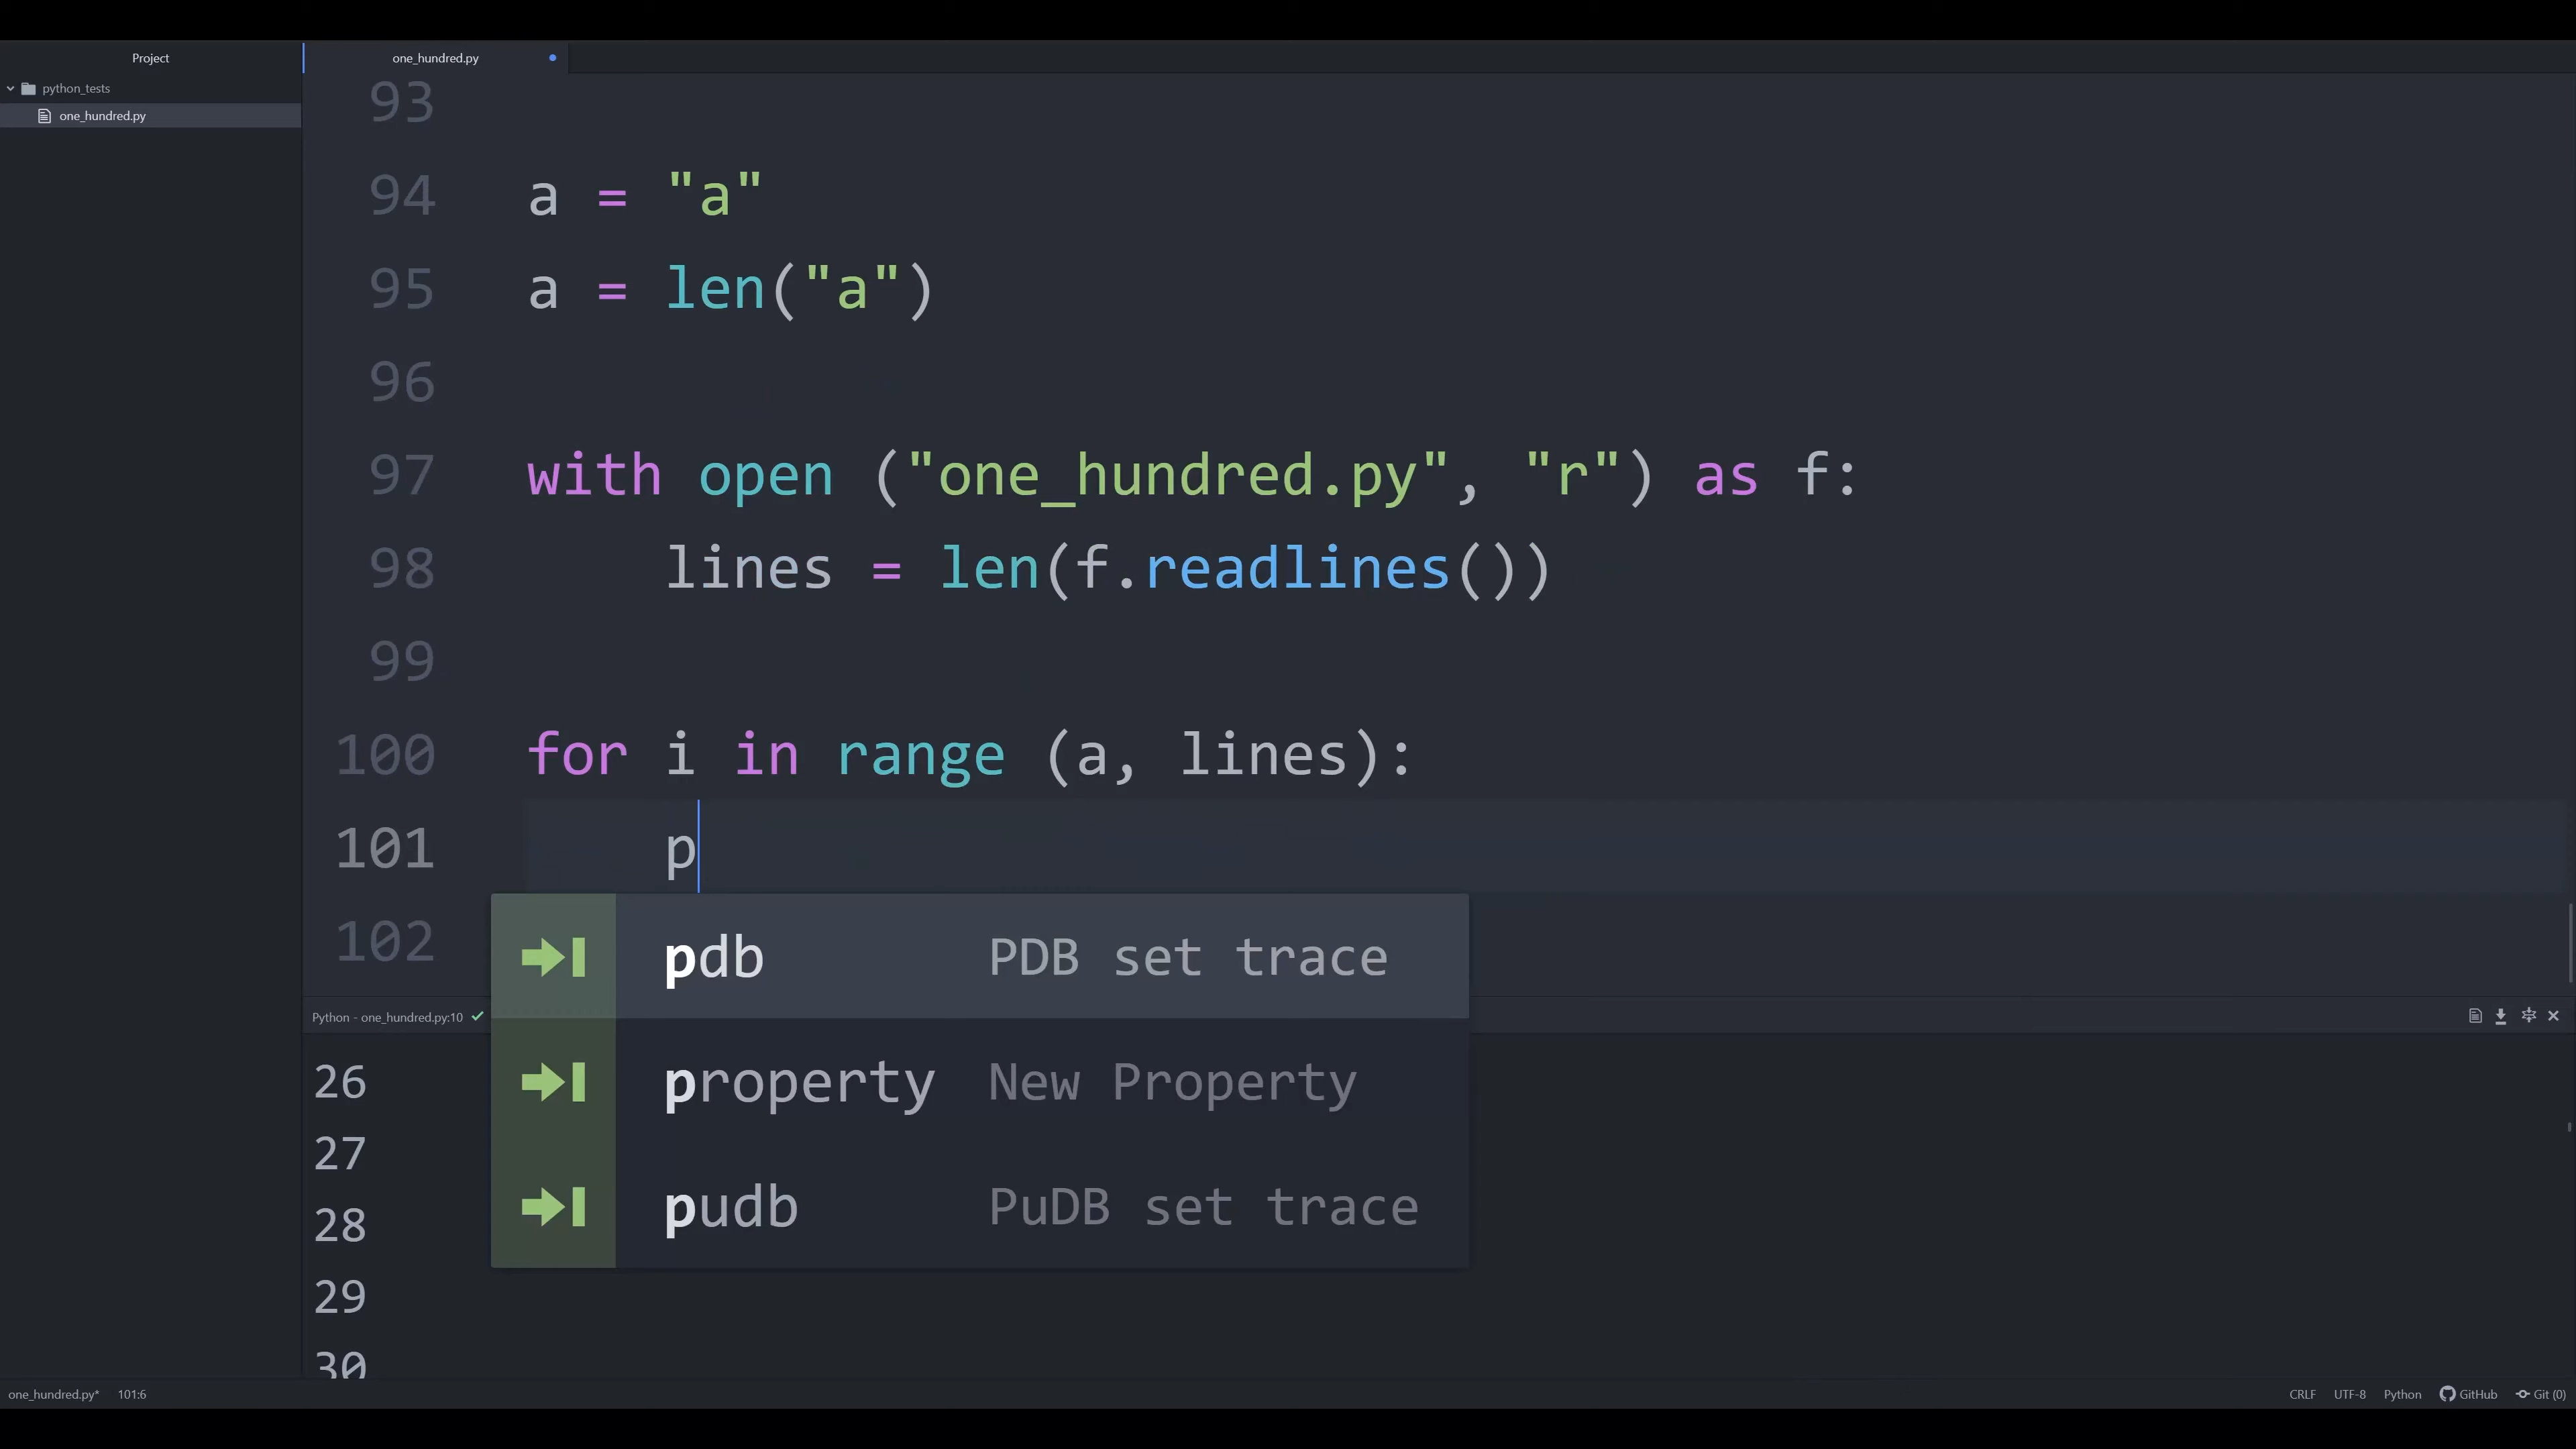 Project
one_hundred.py
python_tests
one_hundred.py
93
94 a = "a"
95 a = len("a")
96
97 with open ("one_hundred.py", "r") as f:
98 lines = len(f.readlines())
99
100 for i in range (a, lines):
101 p
102
pdb PDB set trace
property New Property
pudb PuDB set trace
Python - one_hundred.py:10
26
27
28
29
30
one_hundred.py* 101:6
CRLF UTF-8 Python GitHub Git (0)